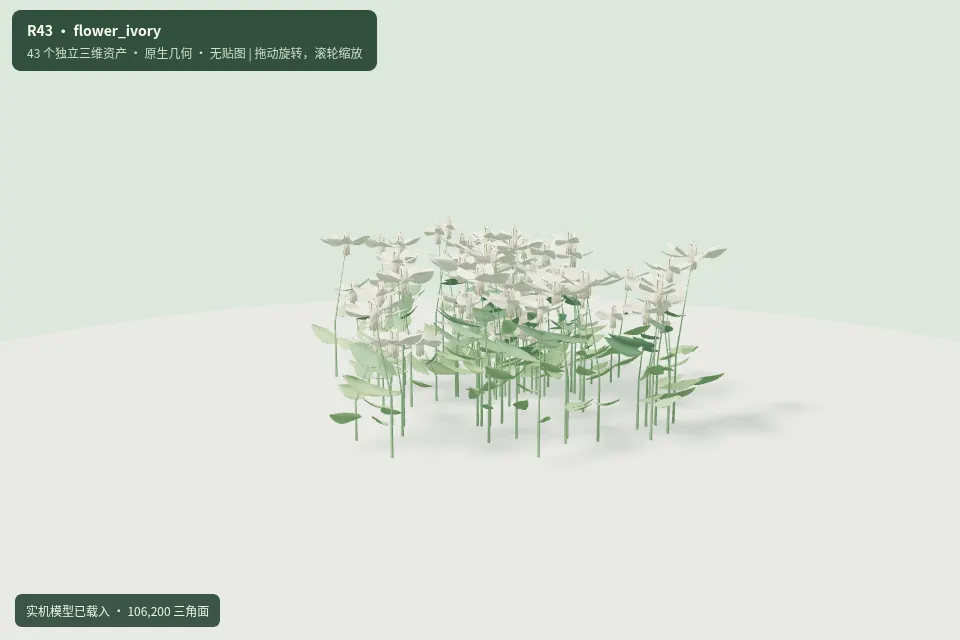 R43 • flower_ivory
43 个独立三维资产 • 原生几何 • 无贴图 | 拖动旋转，滚轮缩放
实机模型已载入 • 106,200 三角面